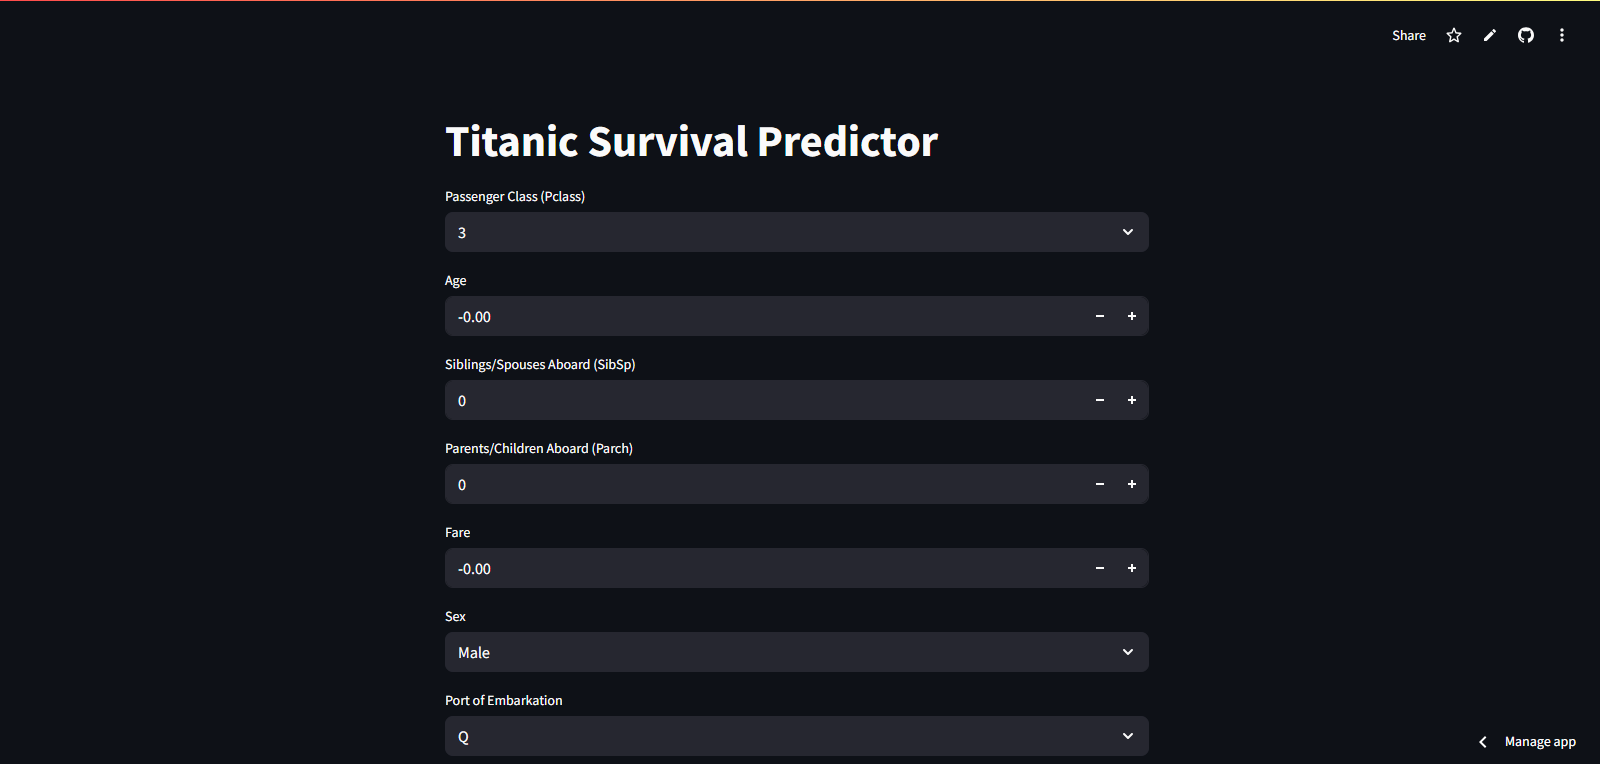 Share
Titanic Survival Predictor
Passenger Class (Pclass)
3
Age
-0.00
Siblings/Spouses Aboard (SibSp)
0
Parents/Children Aboard (Parch)
0
Fare
-0.00
Sex
Male
Port of Embarkation
Q
Manage app